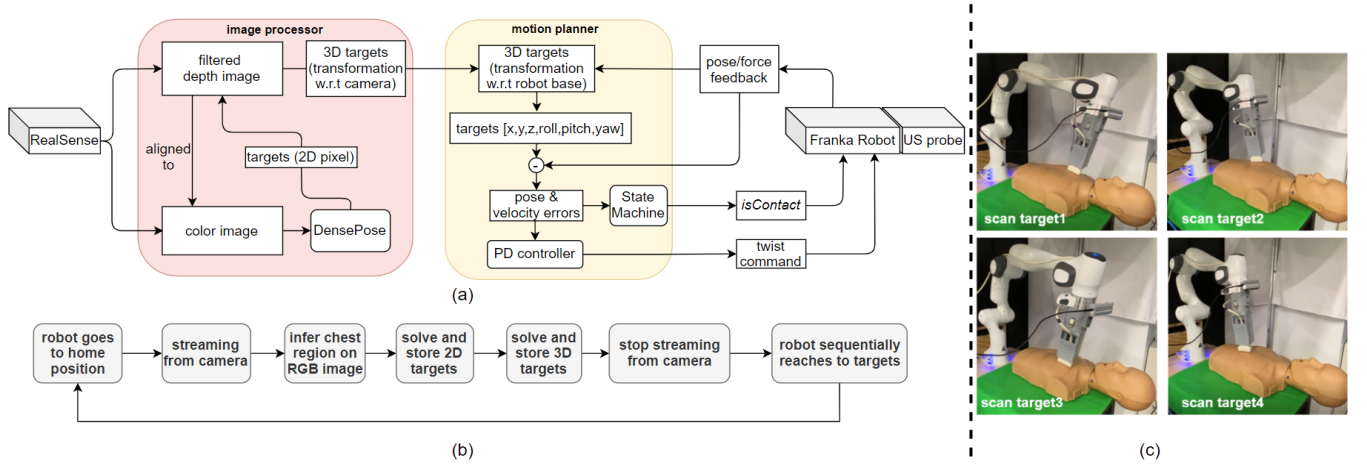 image processor
motion planner
filtered
depth image
3D targets
(transformation
w.r.t camera)
3D targets
(transformation
w.r.t robot base)
pose/force
feedback
RealSense
aligned
to
targets (2D pixel)
targets [x,y,z,roll,pitch,yaw]
-
Franka Robot
US probe
pose &
velocity errors
State
Machine
isContact
color image
DensePose
PD controller
twist
command
(a)
robot goes
to home
position
streaming
from camera
infer chest
region on
RGB image
solve and
store 2D
targets
solve and
store 3D
targets
stop streaming
from camera
robot sequentially
reaches to targets
(b)
scan target1
scan target2
scan target3
scan target4
(c)